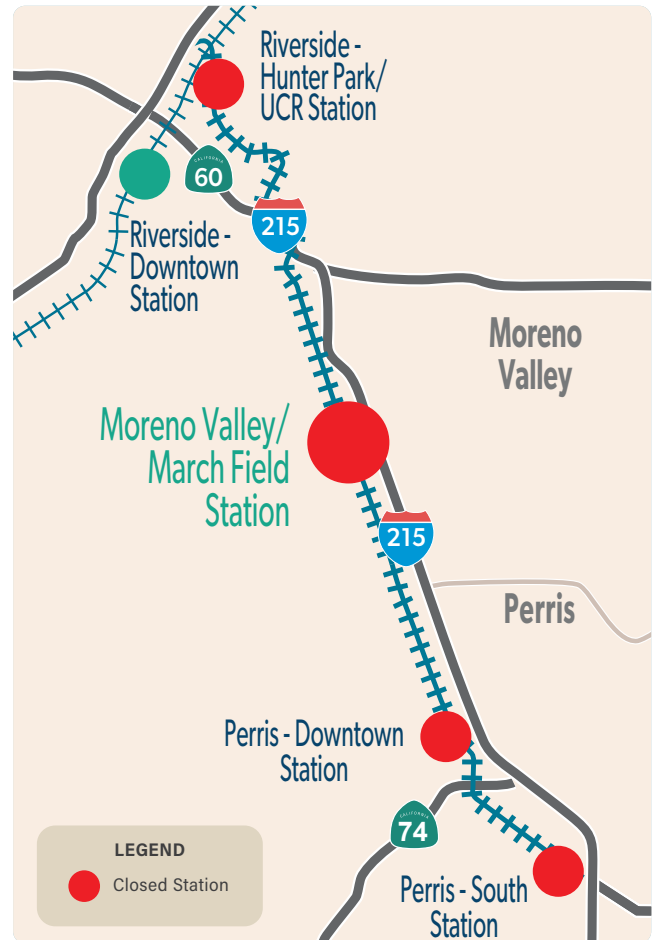 Riverside -
Hunter Park/
UCR Station
CALIFORNIA
60
215
Riverside -
Downtown
Station
Moreno
Valley
Moreno Valley/
March Field
Station
215
Perris
Perris - Downtown
Station
CALIFORNIA
74
LEGEND
Closed Station
Perris - South
Station